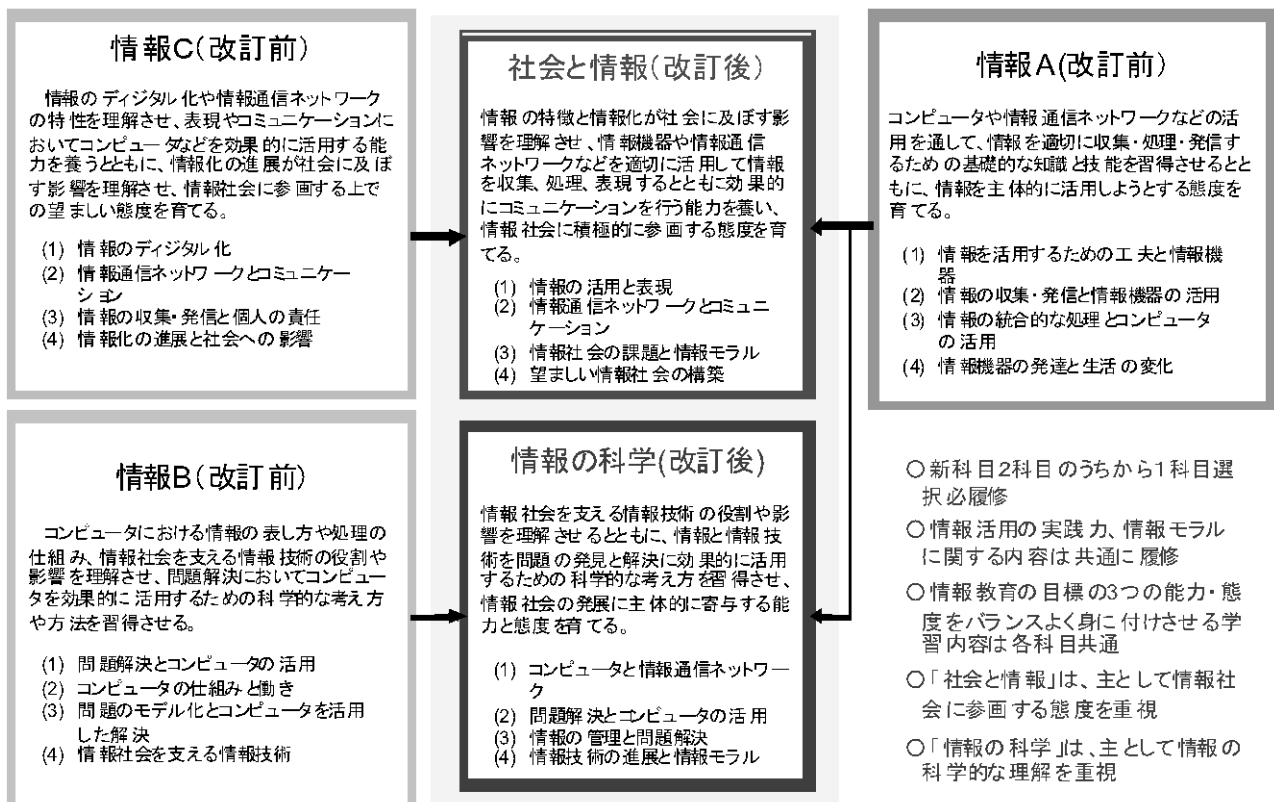 情報C(改訂前)
情報のディジタル化や情報通信ネットワーク
の特性を理解させ、表現やコミュニケーションに
おいてコンピュータなどを効果的に活用する能
力を養うとともに、情報化の進展が社会に及ぼ
す影響を理解させ、情報社会に参画する上で
の望ましい態度を育てる。
(1) 情報のディジタル化
(2) 情報通信ネットワークとコミュニケー
ション
(3) 情報の収集・発信と個人の責任
(4) 情報化の進展と社会への影響
社会と情報(改訂後)
情報の特徴と情報化が社会に及ぼす影
響を理解させ、情報機器や情報通信
ネットワークなどを適切に活用して情報
を収集、処理、表現するとともに効果的
にコミュニケーションを行う能力を養い、
情報社会に積極的に参画する態度を育
てる。
(1) 情報の活用と表現
(2) 情報通信ネットワークとコミュニ
ケーション
(3) 情報社会の課題と情報モラル
(4) 望ましい情報社会の構築
情報A(改訂前)
コンピュータや情報通信ネットワークなどの活
用を通して、情報を適切に収集・処理・発信す
るための基礎的な知識と技能を習得させるとと
もに、情報を主体的に活用しようとする態度を
育てる。
(1) 情報を活用するための工夫と情報機
器
(2) 情報の収集・発信と情報機器の活用
(3) 情報の統合的な処理とコンピュータ
の活用
(4) 情報機器の発達と生活の変化
情報B(改訂前)
コンピュータにおける情報の表し方や処理の
仕組み、情報社会を支える情報技術の役割や
影響を理解させ、問題解決においてコンピュー
タを効果的に活用するための科学的な考え方
や方法を習得させる。
(1) 問題解決とコンピュータの活用
(2) コンピュータの仕組みと働き
(3) 問題のモデル化とコンピュータを活用
した解決
(4) 情報社会を支える情報技術
情報の科学(改訂後)
情報社会を支える情報技術の役割や影
響を理解させるとともに、情報と情報技
術を問題の発見と解決に効果的に活用
するための科学的な考え方を習得させ、
情報社会の発展に主体的に寄与する能
力と態度を育てる。
(1) コンピュータと情報通信ネットワー
ク
(2) 問題解決とコンピュータの活用
(3) 情報の管理と問題解決
(4) 情報技術の進展と情報モラル
○新科目2科目のうちから1科目選
択必履修
○情報活用の実践力、情報モラル
に関する内容は共通に履修
○情報教育の目標の3つの能力・態
度をバランスよく身に付けさせる学
習内容は各科目共通
○「社会と情報」は、主として情報社
会に参画する態度を重視
○「情報の科学」は、主として情報の
科学的な理解を重視